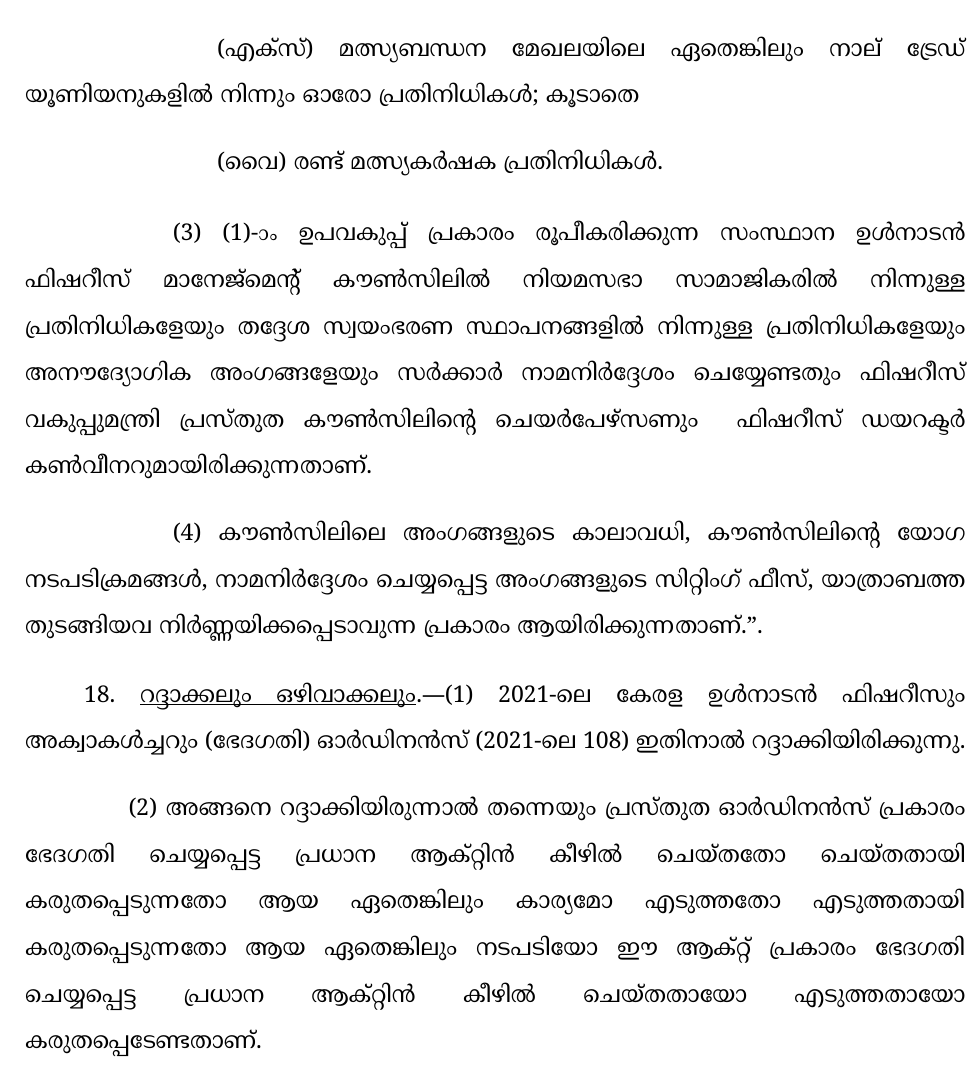 (എക്സ്) മത്സ്യബന്ധന മേഖലയിലെ ഏതെങ്കിലും നാല് ട്രേഡ്
യൂണിയനുകളിൽ നിന്നും ഓരോ പ്രതിനിധികൾ; കൂടാതെ
(വൈ) രണ്ട് മത്സ്യകർഷക പ്രതിനിധികൾ.
(3) (1)-ാം ഉപവകുപ്പ് പ്രകാരം രൂപീകരിക്കുന്ന സംസ്ഥാന ഉൾനാടൻ
ഫിഷറീസ് മാനേജ്മെന്റ് കൗൺസിലിൽ നിയമസഭാ സാമാജികരിൽ നിന്നുള്ള
പ്രതിനിധികളേയും തദ്ദേശ സ്വയംഭരണ സ്ഥാപനങ്ങളിൽ നിന്നുള്ള പ്രതിനിധികളേയും
അനൗദ്യോഗിക അംഗങ്ങളേയും സർക്കാർ നാമനിർദ്ദേശം ചെയ്യേണ്ടതും ഫിഷറീസ്
വകുപ്പുമന്ത്രി പ്രസ്തുത കൗൺസിലിന്റെ ചെയർപേഴ്സണും ഫിഷറീസ് ഡയറക്ടർ
കൺവീനറുമായിരിക്കുന്നതാണ്.
(4) കൗൺസിലിലെ അംഗങ്ങളുടെ കാലാവധി, കൗൺസിലിന്റെ യോഗ
നടപടിക്രമങ്ങൾ, നാമനിർദ്ദേശം ചെയ്യപ്പെട്ട അംഗങ്ങളുടെ സിറ്റിംഗ് ഫീസ്, യാത്രാബത്ത
തുടങ്ങിയവ നിർണ്ണയിക്കപ്പെടാവുന്ന പ്രകാരം ആയിരിക്കുന്നതാണ്.”.
18. റദ്ദാക്കലും ഒഴിവാക്കലും.—(1) 2021-ലെ കേരള ഉൾനാടൻ ഫിഷറീസും
അക്വാകൾച്ചറും (ഭേദഗതി) ഓർഡിനൻസ് (2021-ലെ 108) ഇതിനാൽ റദ്ദാക്കിയിരിക്കുന്നു.
(2) അങ്ങനെ റദ്ദാക്കിയിരുന്നാൽ തന്നെയും പ്രസ്തുത ഓർഡിനൻസ് പ്രകാരം
ഭേദഗതി ചെയ്യപ്പെട്ട പ്രധാന ആക്റ്റിൻ കീഴിൽ ചെയ്തതോ ചെയ്തതായി
കരുതപ്പെടുന്നതോ ആയ ഏതെങ്കിലും കാര്യമോ എടുത്തതോ എടുത്തതായി
കരുതപ്പെടുന്നതോ ആയ ഏതെങ്കിലും നടപടിയോ ഈ ആക്റ്റ് പ്രകാരം ഭേദഗതി
ചെയ്യപ്പെട്ട പ്രധാന ആക്റ്റിൻ കീഴിൽ ചെയ്തതായോ എടുത്തതായോ
കരുതപ്പെടേണ്ടതാണ്.